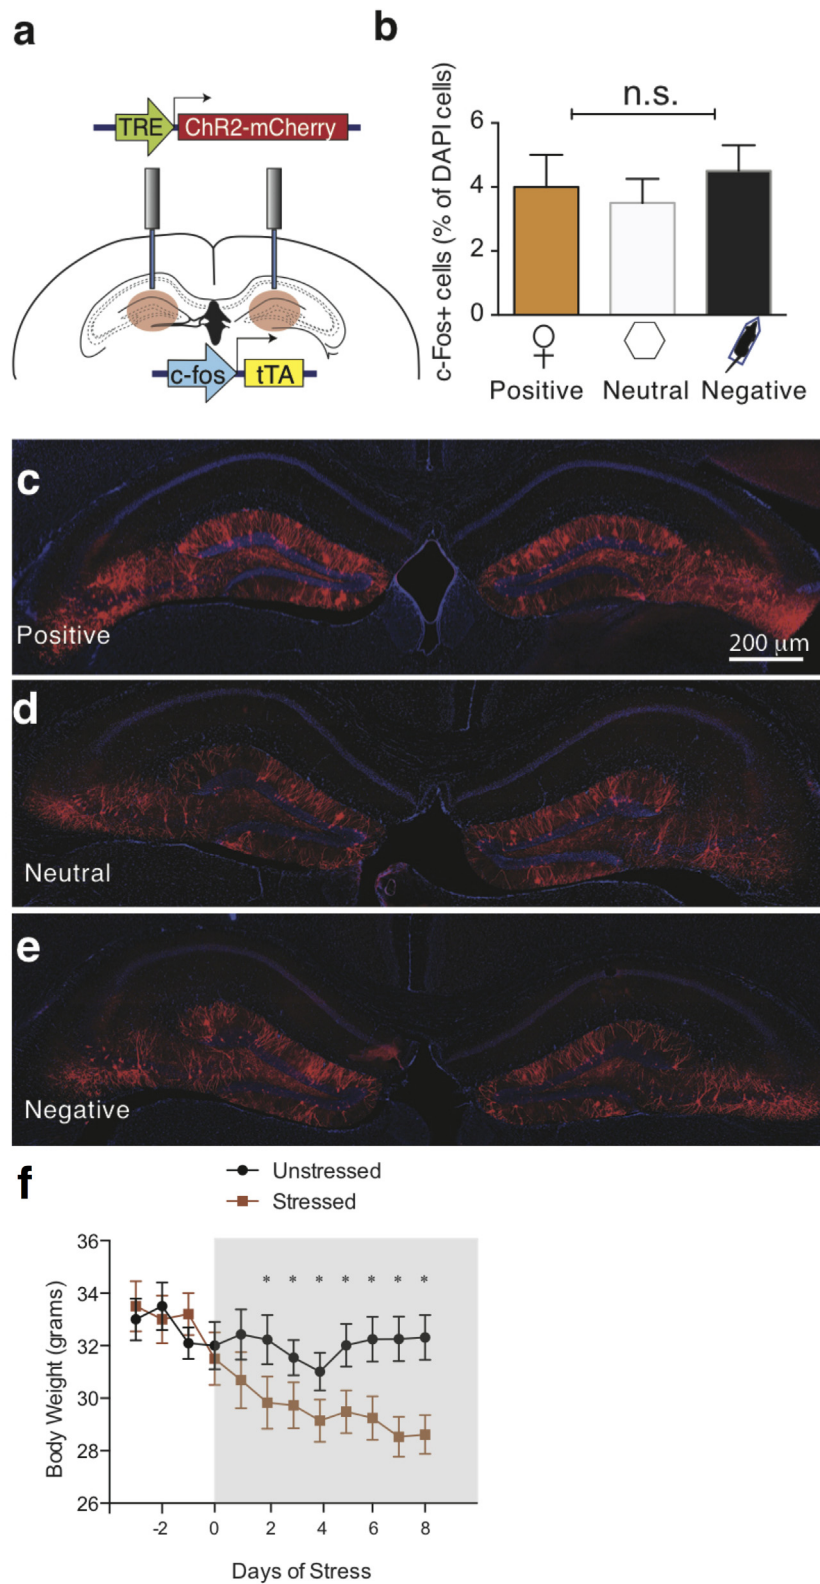 a
TRE
ChR2-mCherry
c-fos
tTA
b
c-Fos+ cells (% of DAPI cells)
n.s.
6
4
2
0
Positive
Neutral
Negative
c
Positive
200 μm
d
Neutral
e
Negative
f
Unstressed
Stressed
Body Weight (grams)
36
34
32
30
28
26
* * * * * * *
-2 0 2 4 6 8
Days of Stress